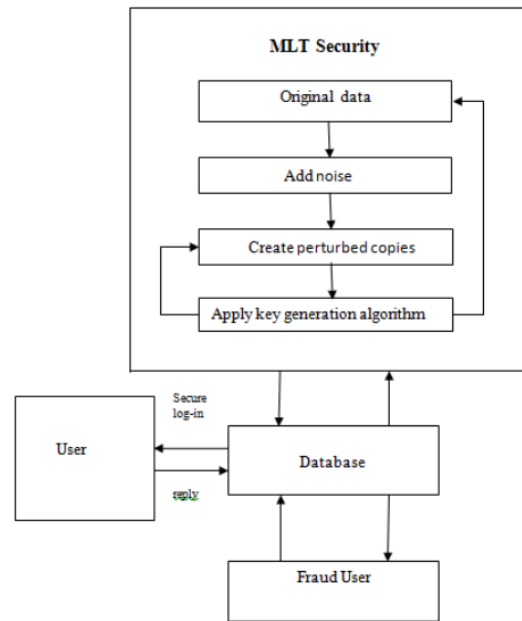 MLT Security
Original data
Add noise
Create perturbed copies
Apply key generation algorithm
Secure
log-in
User
Database
reply
Fraud User